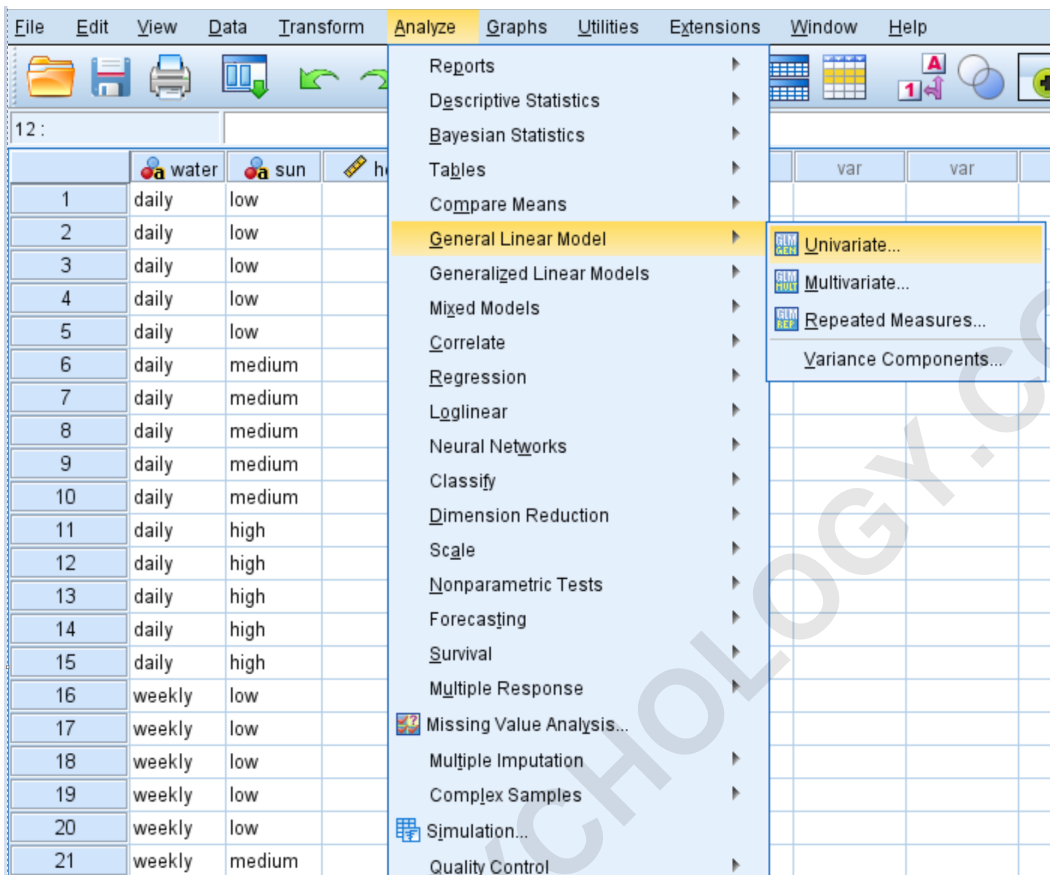 File Edit View Data Transform Analyze Graphs Utilities Extensions Window Help
12 :
water sun var var
Reports
Descriptive Statistics
Bayesian Statistics
Tables
Compare Means
General Linear Model
Generalized Linear Models
Mixed Models
Correlate
Regression
Loglinear
Neural Networks
Classify
Dimension Reduction
Scale
Nonparametric Tests
Forecasting
Survival
Multiple Response
Missing Value Analysis...
Multiple Imputation
Complex Samples
Simulation...
Quality Control
Univariate...
Multivariate...
Repeated Measures...
Variance Components...
1 daily low
2 daily low
3 daily low
4 daily low
5 daily low
6 daily medium
7 daily medium
8 daily medium
9 daily medium
10 daily medium
11 daily high
12 daily high
13 daily high
14 daily high
15 daily high
16 weekly low
17 weekly low
18 weekly low
19 weekly low
20 weekly low
21 weekly medium